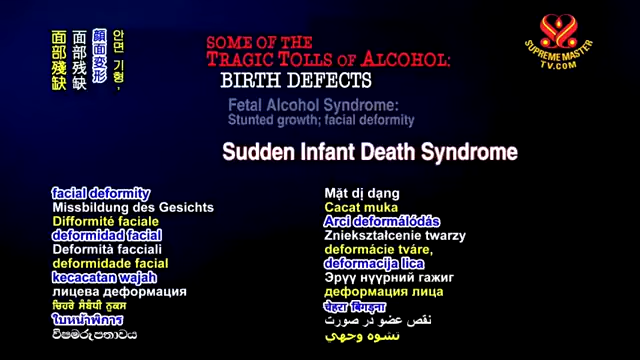 안면 기형,
顔面変形
面部残缺
面部殘缺
SOME OF THE
TRAGIC TOLLS OF ALCOHOL:
BIRTH DEFECTS
Fetal Alcohol Syndrome:
Stunted growth; facial deformity
Sudden Infant Death Syndrome
SUPREME MASTER
TV.COM
facial deformity
Missbildung des Gesichts
Difformité faciale
deformidad facial
Deformità facciali
deformidade facial
kecacatan wajah
лицева деформация
ਚਿਹਰੇ ਸੰਬੰਧੀ ਨੁਕਸ
ใบหน้าพิการ
විෂමරූපතාවය
Mặt dị dạng
Cacat muka
Arci deformálódás
Zniekształcenie twarzy
deformácie tváre,
deformacija lica
Эрүү нүүрний гажиг
деформация лица
चेहरा बिगड़ना
نقص عضو در صورت
تشوه وجهي